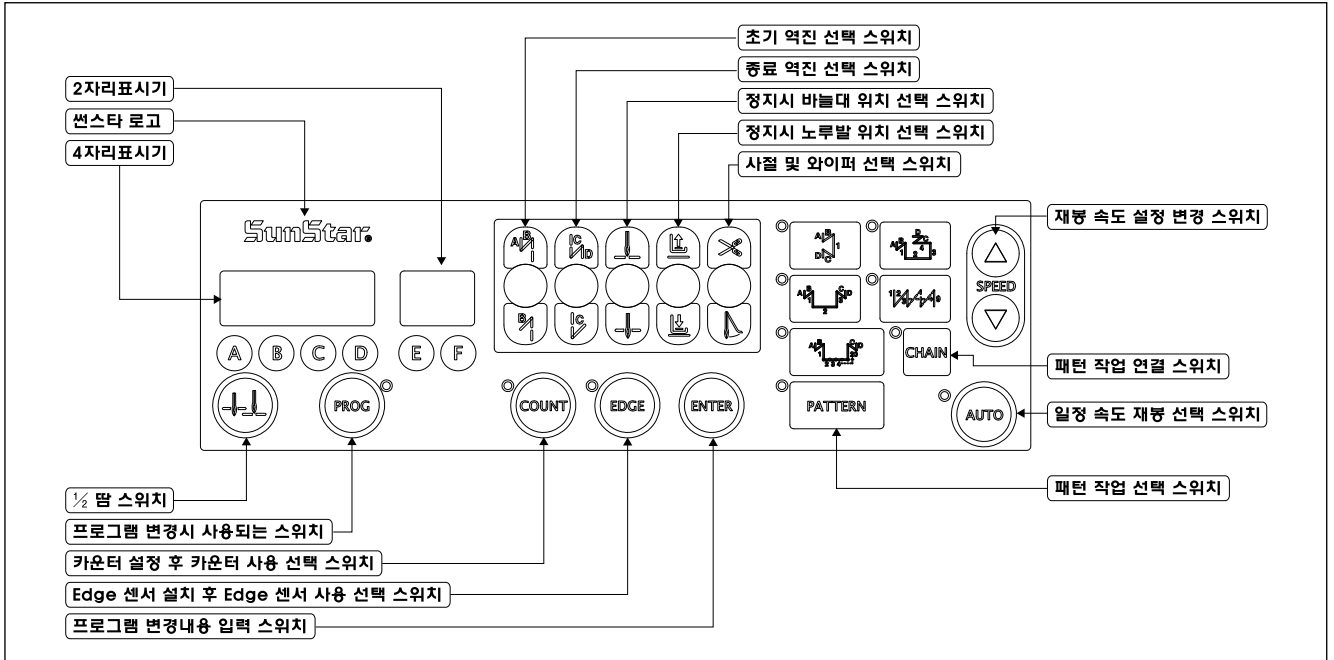 초기 역진 선택 스위치
종료 역진 선택 스위치
정지시 바늘대 위치 선택 스위치
정지시 노루발 위치 선택 스위치
사절 및 와이퍼 선택 스위치
2자리표시기
썬스타 로고
4자리표시기
SunStar.
재봉 속도 설정 변경 스위치
A B C D E F
SPEED
CHAIN
PROG
COUNT
EDGE
ENTER
PATTERN
AUTO
패턴 작업 연결 스위치
일정 속도 재봉 선택 스위치
패턴 작업 선택 스위치
½ 땀 스위치
프로그램 변경시 사용되는 스위치
카운터 설정 후 카운터 사용 선택 스위치
Edge 센서 설치 후 Edge 센서 사용 선택 스위치
프로그램 변경내용 입력 스위치